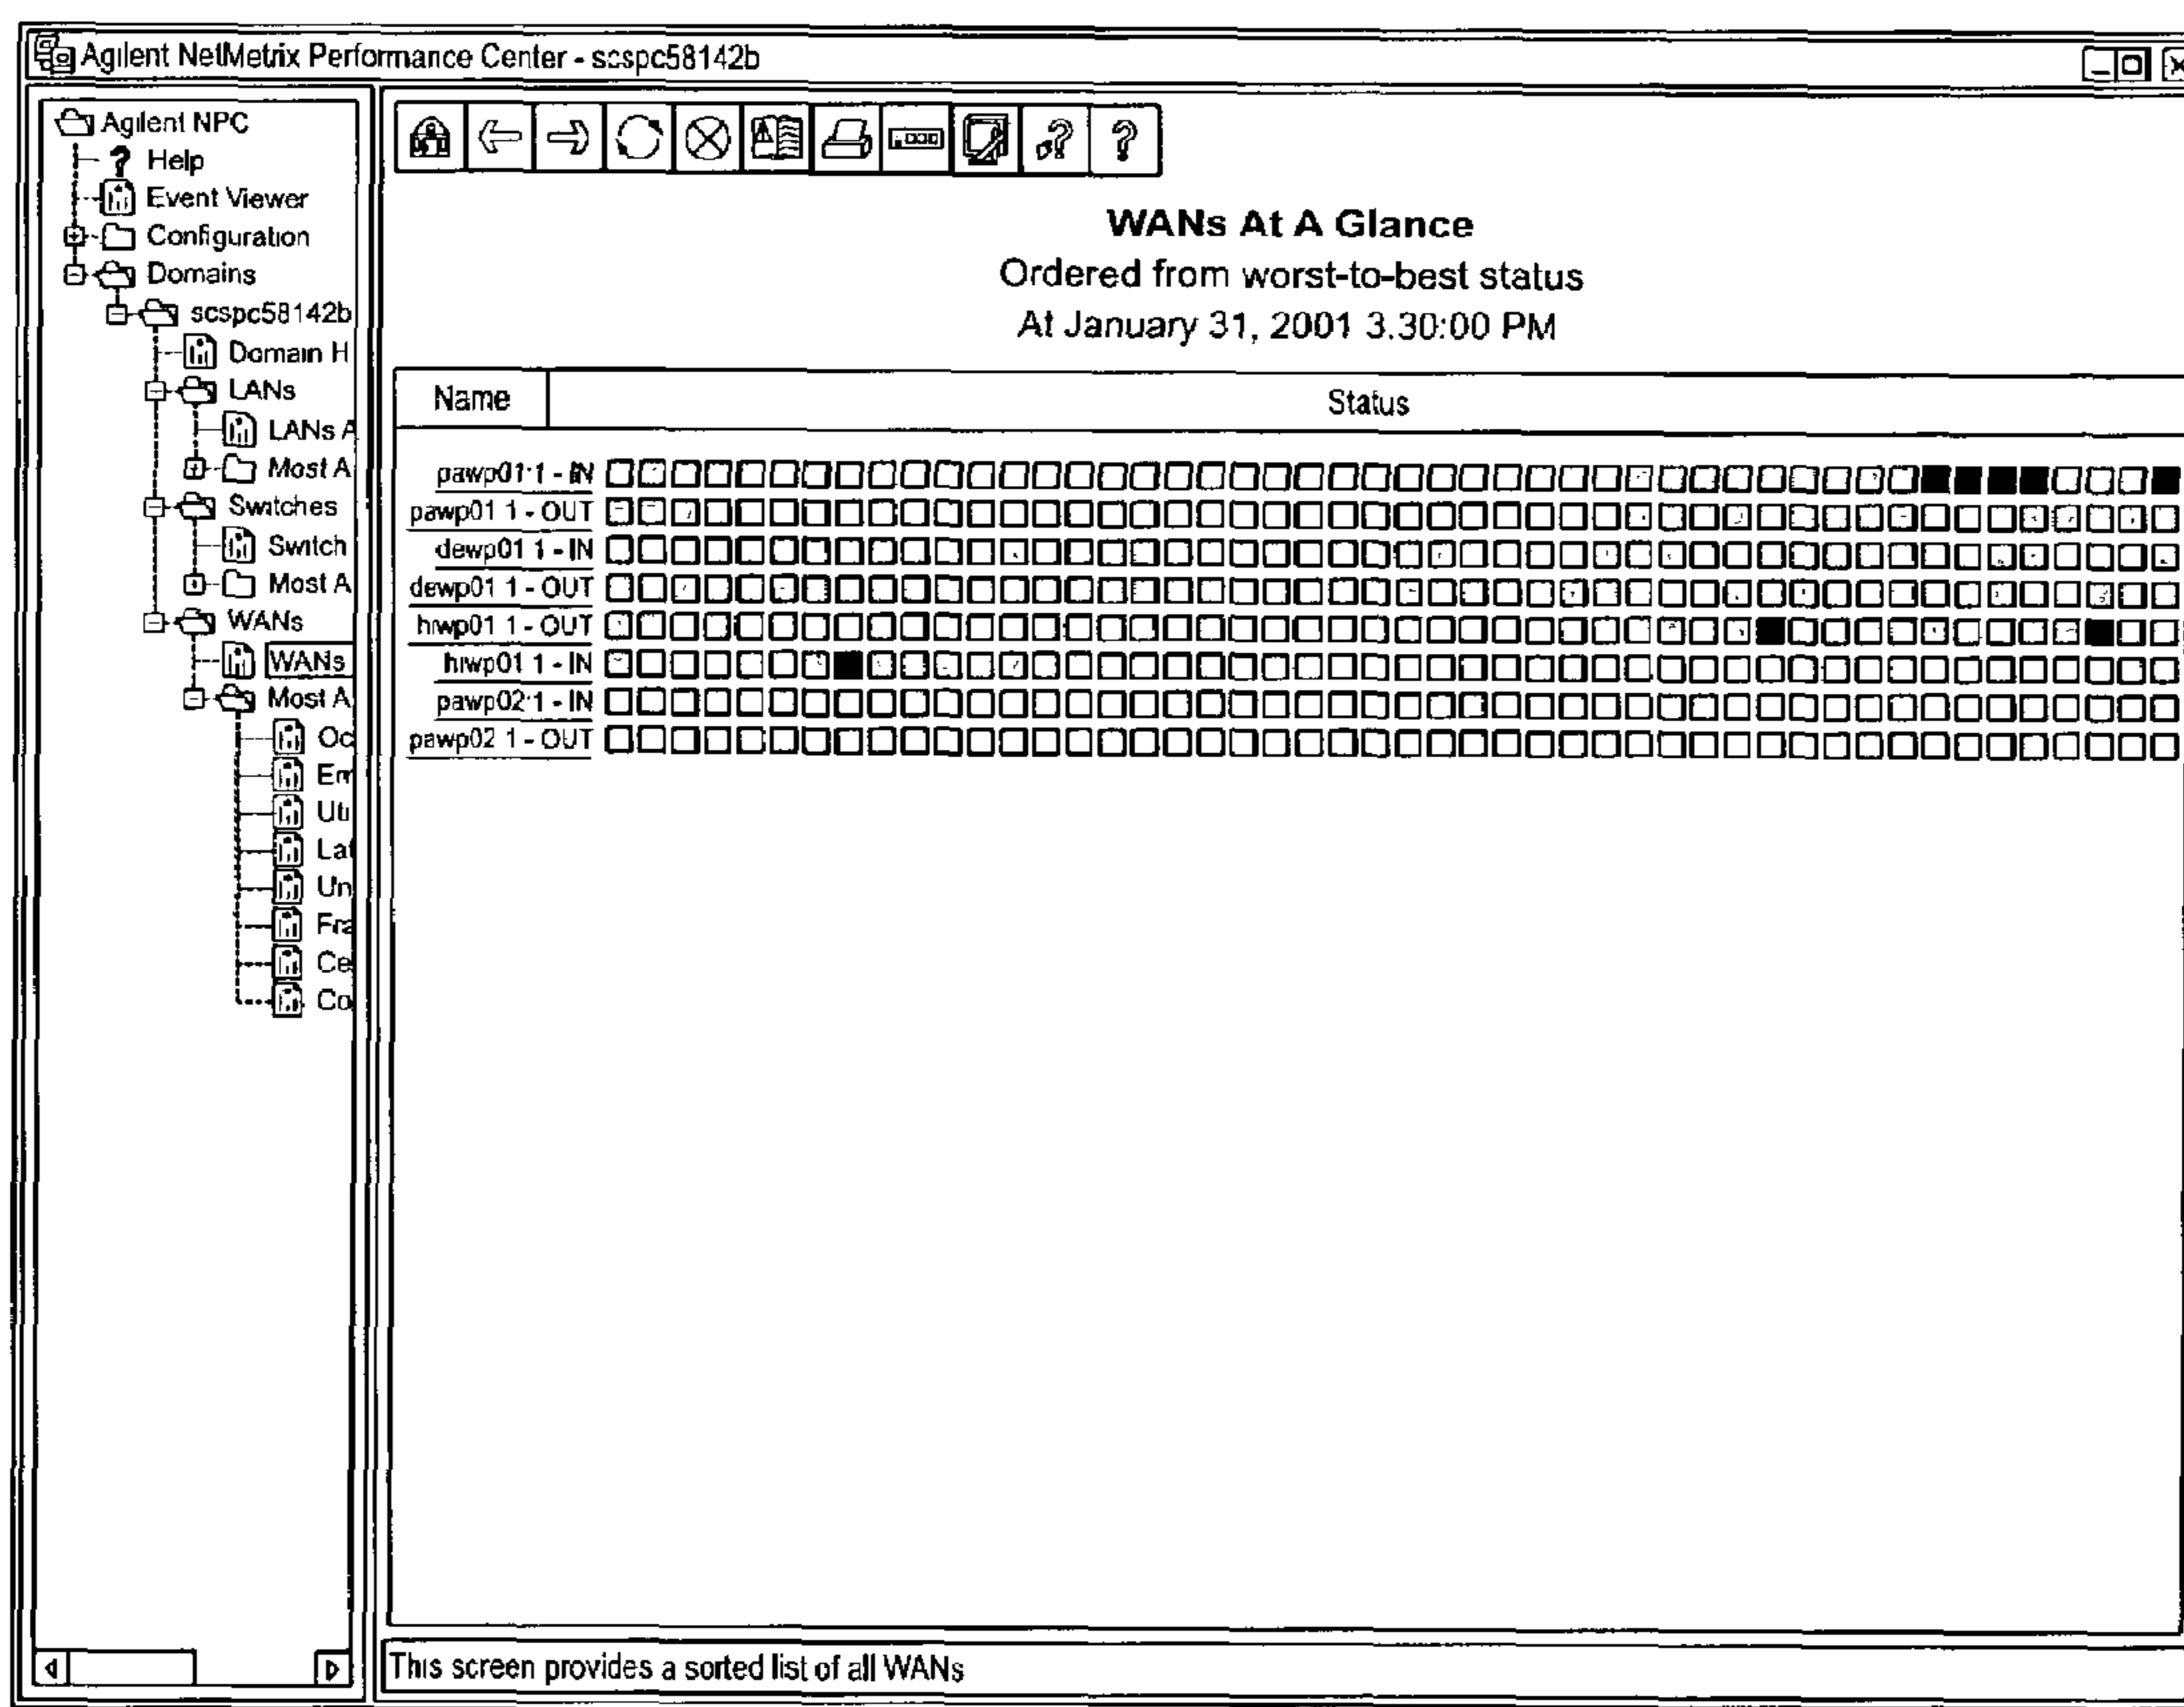 Agilent NetMetrix Performance Center - scspc58142b
Agilent NPC
? Help
Event Viewer
Configuration
Domains
scspc58142b
Domain H
LANs
LANs A
Most A
Switches
Switch
Most A
WANs
WANs
Most A
Oc
Err
Uti
Lat
Un
Fra
Ce
Co
?
WANs At A Glance
Ordered from worst-to-best status
At January 31, 2001 3.30:00 PM
Name Status
pawp01:1 - IN
pawp01 1 - OUT
dewp01 1 - IN
dewp01 1 - OUT
hiwp01 1 - OUT
hiwp01 1 - IN
pawp02:1 - IN
pawp02 1 - OUT
This screen provides a sorted list of all WANs